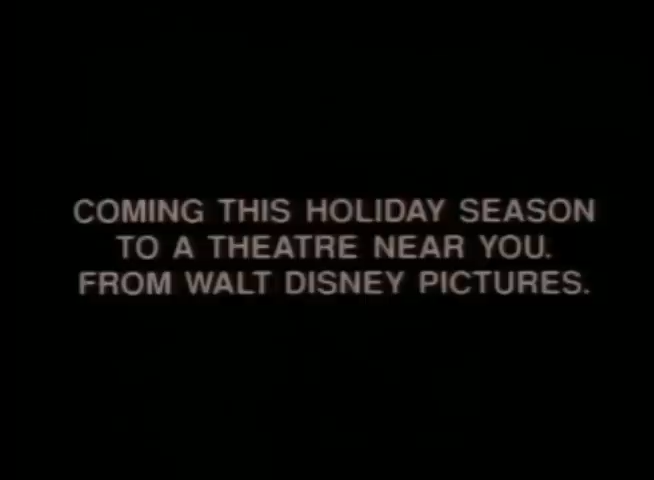 COMING THIS HOLIDAY SEASON
TO A THEATRE NEAR YOU.
FROM WALT DISNEY PICTURES.